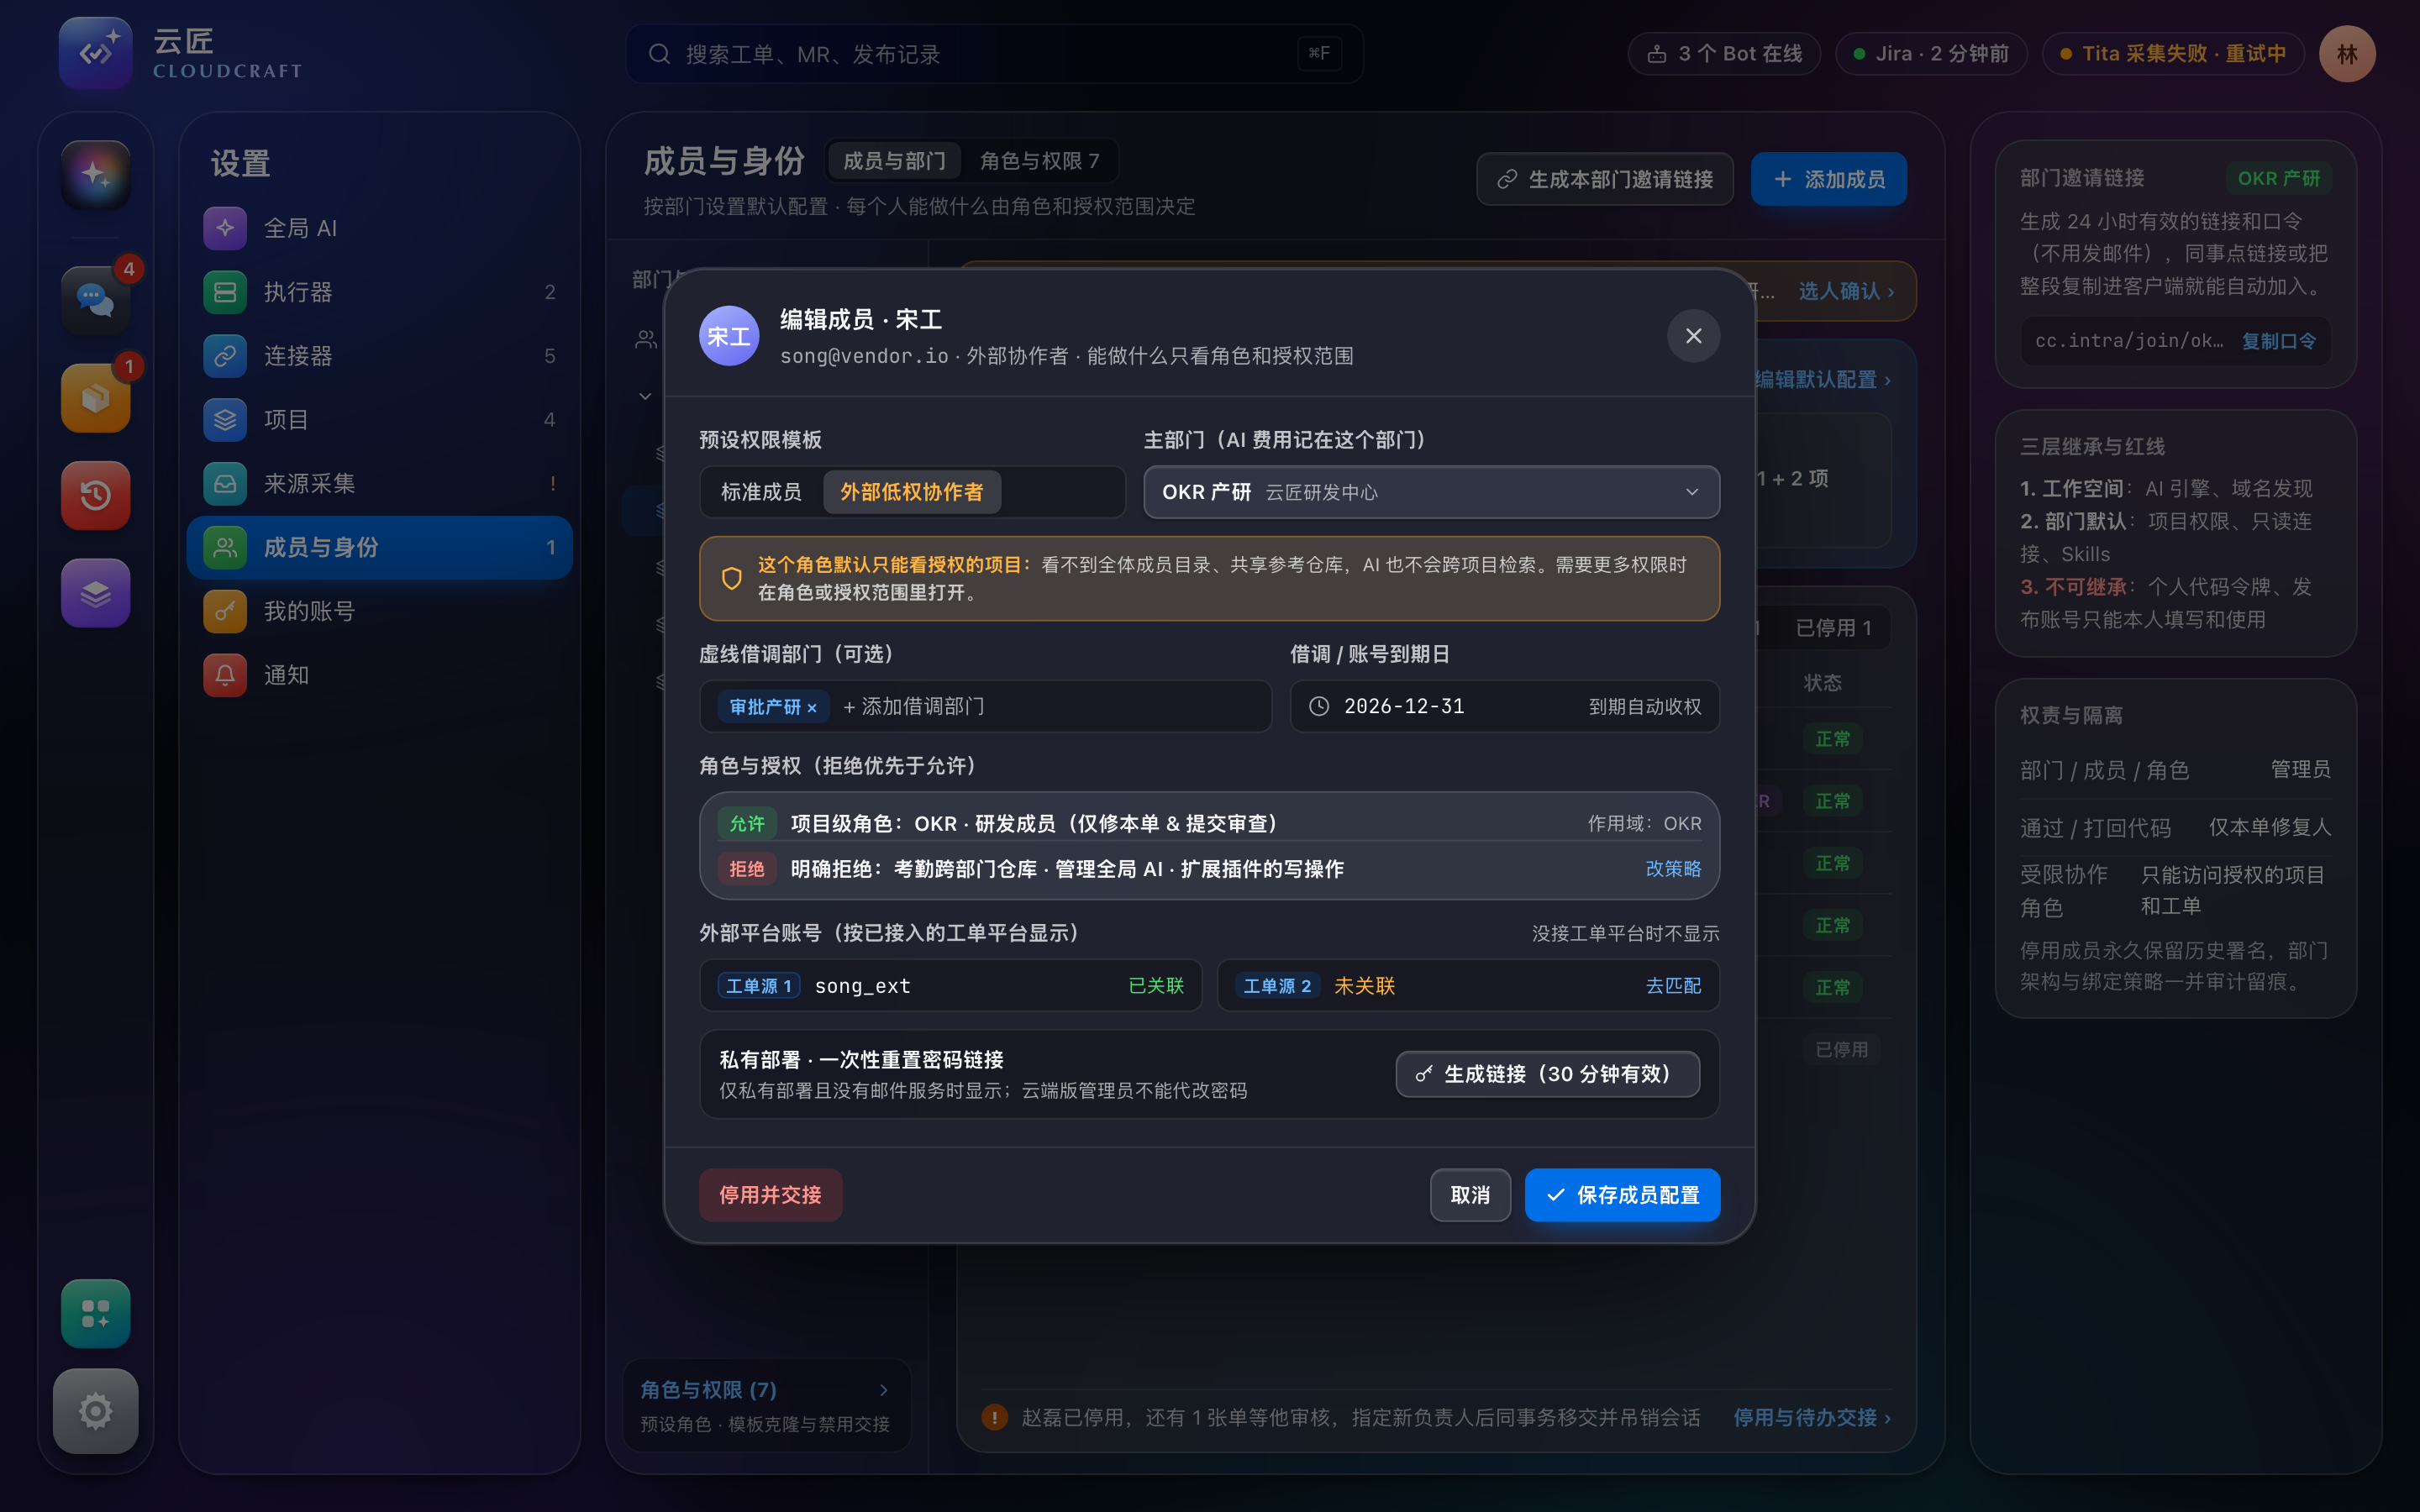 云匠
CLOUDCRAFT
搜索工单、MR、发布记录
⌘F
3 个 Bot 在线
Jira · 2 分钟前
Tita 采集失败 · 重试中
林
4
1
设置
全局 AI
执行器 2
连接器 5
项目 4
来源采集 !
成员与身份 1
我的账号
通知
成员与身份
成员与部门
角色与权限 7
按部门设置默认配置 · 每个人能做什么由角色和授权范围决定
生成本部门邀请链接
添加成员
部门
选人确认 ›
编辑默认配置 ›
1 + 2 项
已停用 1
状态
正常
R
正常
正常
正常
正常
已停用
角色与权限 (7)
预设角色 · 模板克隆与禁用交接
! 赵磊已停用，还有 1 张单等他审核，指定新负责人后同事务移交并吊销会话
停用与待办交接 ›
宋工
编辑成员 · 宋工
song@vendor.io · 外部协作者 · 能做什么只看角色和授权范围
预设权限模板
标准成员
外部低权协作者
主部门（AI 费用记在这个部门）
OKR 产研 云匠研发中心
这个角色默认只能看授权的项目：看不到全体成员目录、共享参考仓库，AI 也不会跨项目检索。需要更多权限时
在角色或授权范围里打开。
虚线借调部门（可选）
审批产研 ×
+ 添加借调部门
借调 / 账号到期日
2026-12-31
到期自动收权
角色与授权（拒绝优先于允许）
允许 项目级角色：OKR · 研发成员（仅修本单 & 提交审查） 作用域：OKR
拒绝 明确拒绝：考勤跨部门仓库 · 管理全局 AI · 扩展插件的写操作 改策略
外部平台账号（按已接入的工单平台显示）
没接工单平台时不显示
工单源 1 song_ext 已关联
工单源 2 未关联 去匹配
私有部署 · 一次性重置密码链接
仅私有部署且没有邮件服务时显示；云端版管理员不能代改密码
生成链接（30 分钟有效）
停用并交接
取消
保存成员配置
部门邀请链接
OKR 产研
生成 24 小时有效的链接和口令
（不用发邮件），同事点链接或把
整段复制进客户端就能自动加入。
cc.intra/join/ok…
复制口令
三层继承与红线
1. 工作空间：AI 引擎、域名发现
2. 部门默认：项目权限、只读连
接、Skills
3. 不可继承：个人代码令牌、发
布账号只能本人填写和使用
权责与隔离
部门 / 成员 / 角色 管理员
通过 / 打回代码 仅本单修复人
受限协作 只能访问授权的项目
角色 和工单
停用成员永久保留历史署名，部门
架构与绑定策略一并审计留痕。